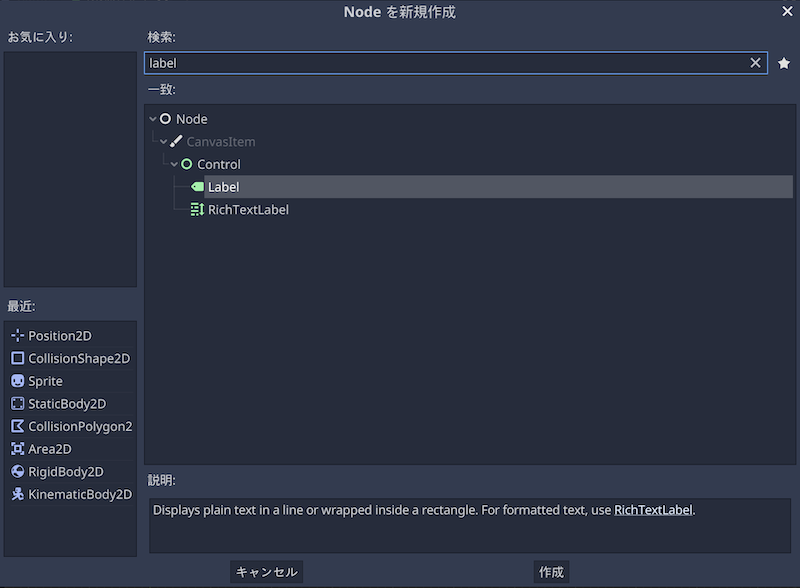 Node を新規作成
お気に入り:
検索:
label
一致:
Node
CanvasItem
Control
Label
RichTextLabel
最近:
Position2D
CollisionShape2D
Sprite
StaticBody2D
CollisionPolygon2
Area2D
RigidBody2D
KinematicBody2D
説明:
Displays plain text in a line or wrapped inside a rectangle. For formatted text, use RichTextLabel.
キャンセル
作成